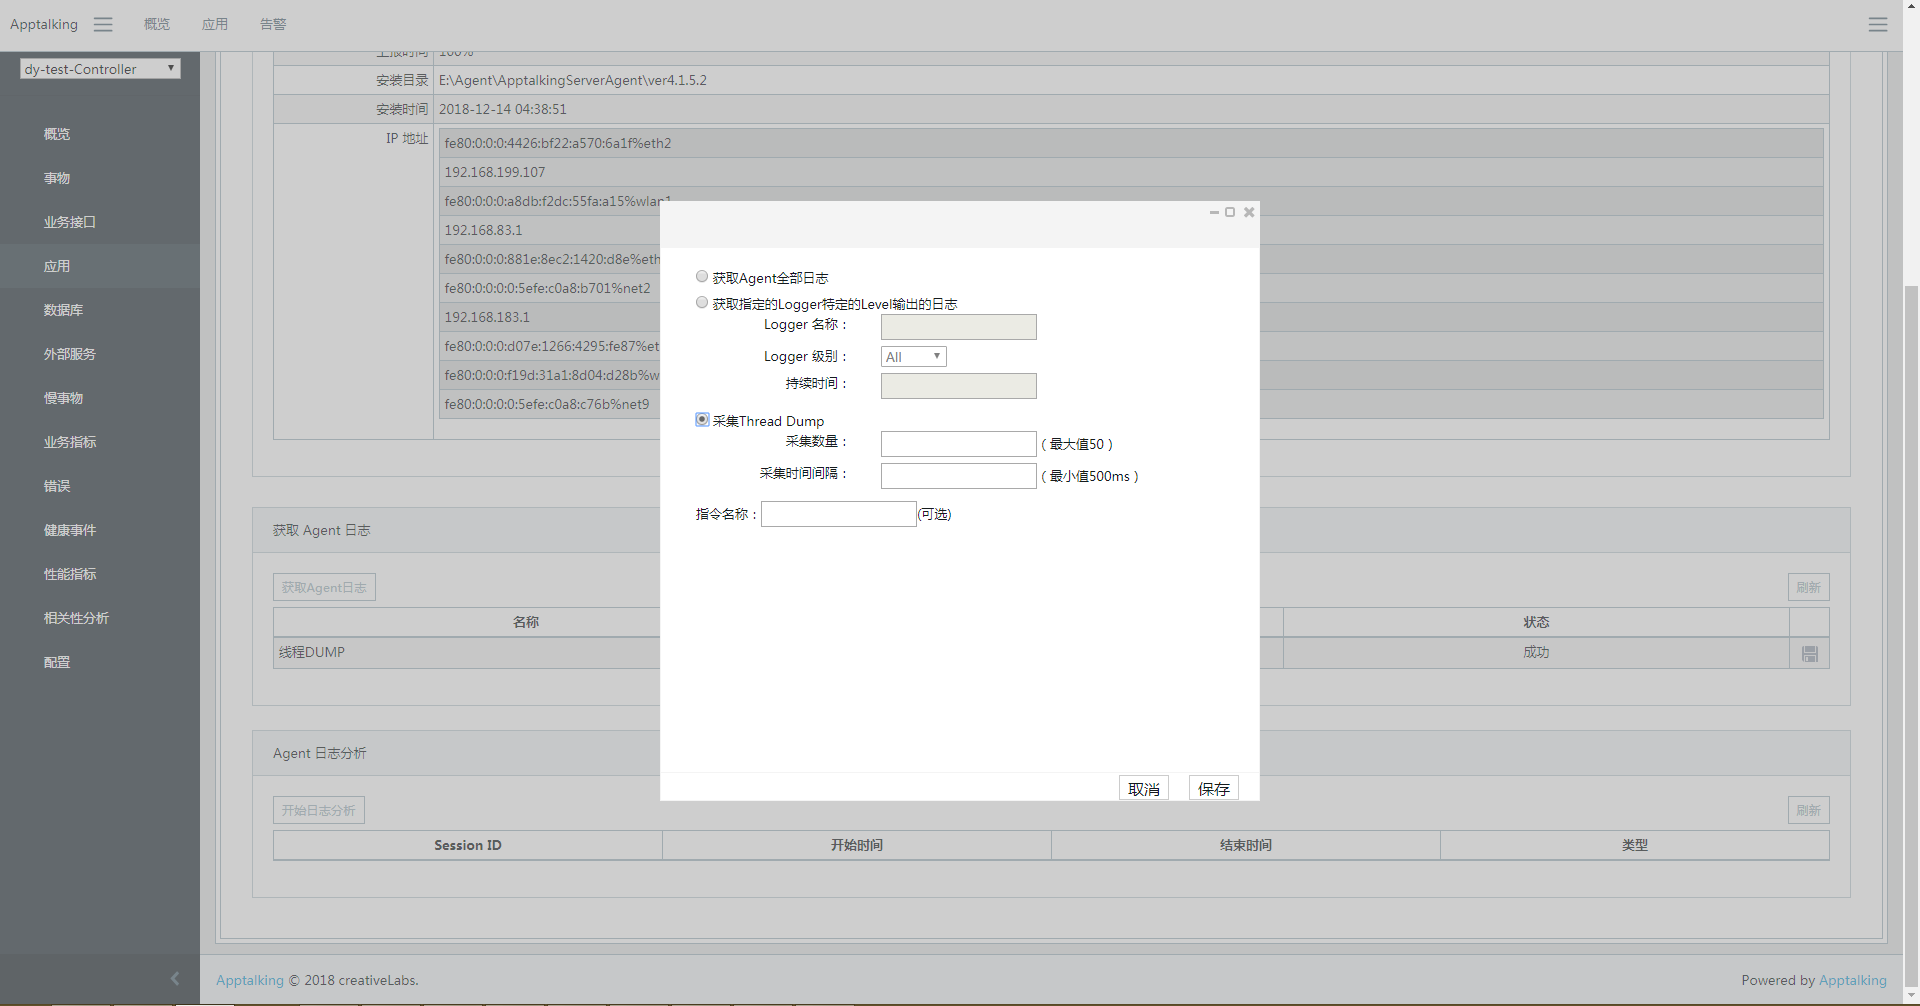 Apptalking 概览 应用 告警
dy-test-Controller
概览
事物
业务接口
应用
数据库
外部服务
慢事物
业务指标
错误
健康事件
性能指标
相关性分析
配置
100%
安装目录 E:\Agent\ApptalkingServerAgent\ver4.1.5.2
安装时间 2018-12-14 04:38:51
IP 地址 fe80:0:0:0:4426:bf22:a570:6a1f%eth2
192.168.199.107
fe80:0:0:0:a8db:f2dc:55fa:a15%wlan1
192.168.83.1
fe80:0:0:0:881e:8ec2:1420:d8e%eth
fe80:0:0:0:0:5efe:c0a8:b701%net2
192.168.183.1
fe80:0:0:0:d07e:1266:4295:fe87%et
fe80:0:0:0:f19d:31a1:8d04:d28b%w
fe80:0:0:0:0:5efe:c0a8:c76b%net9
获取Agent全部日志
获取指定的Logger特定的Level输出的日志
Logger 名称：
Logger 级别： All
持续时间：
采集Thread Dump
采集数量： （最大值50）
采集时间间隔： （最小值500ms）
指令名称： (可选)
取消 保存
获取 Agent 日志
获取Agent日志 刷新
名称 状态
线程DUMP 成功
Agent 日志分析
开始日志分析 刷新
Session ID 开始时间 结束时间 类型
Apptalking © 2018 creativeLabs. Powered by Apptalking